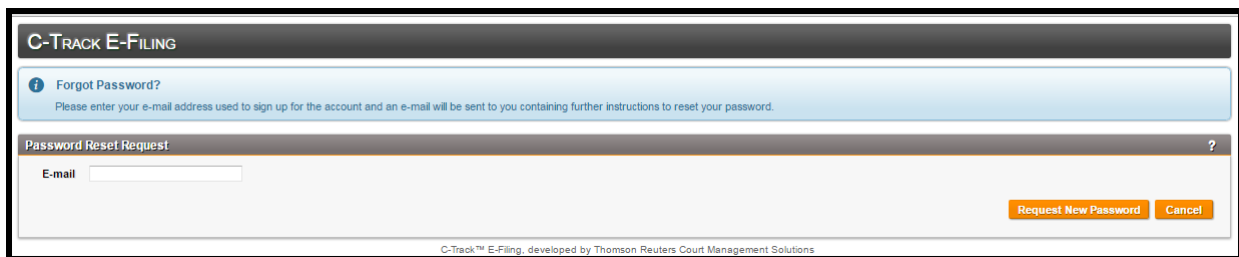 C-Track E-Filing
Forgot Password?
Please enter your e-mail address used to sign up for the account and an e-mail will be sent to you containing further instructions to reset your password.
Password Reset Request ?
E-mail
Request New Password Cancel
C-Track™ E-Filing, developed by Thomson Reuters Court Management Solutions